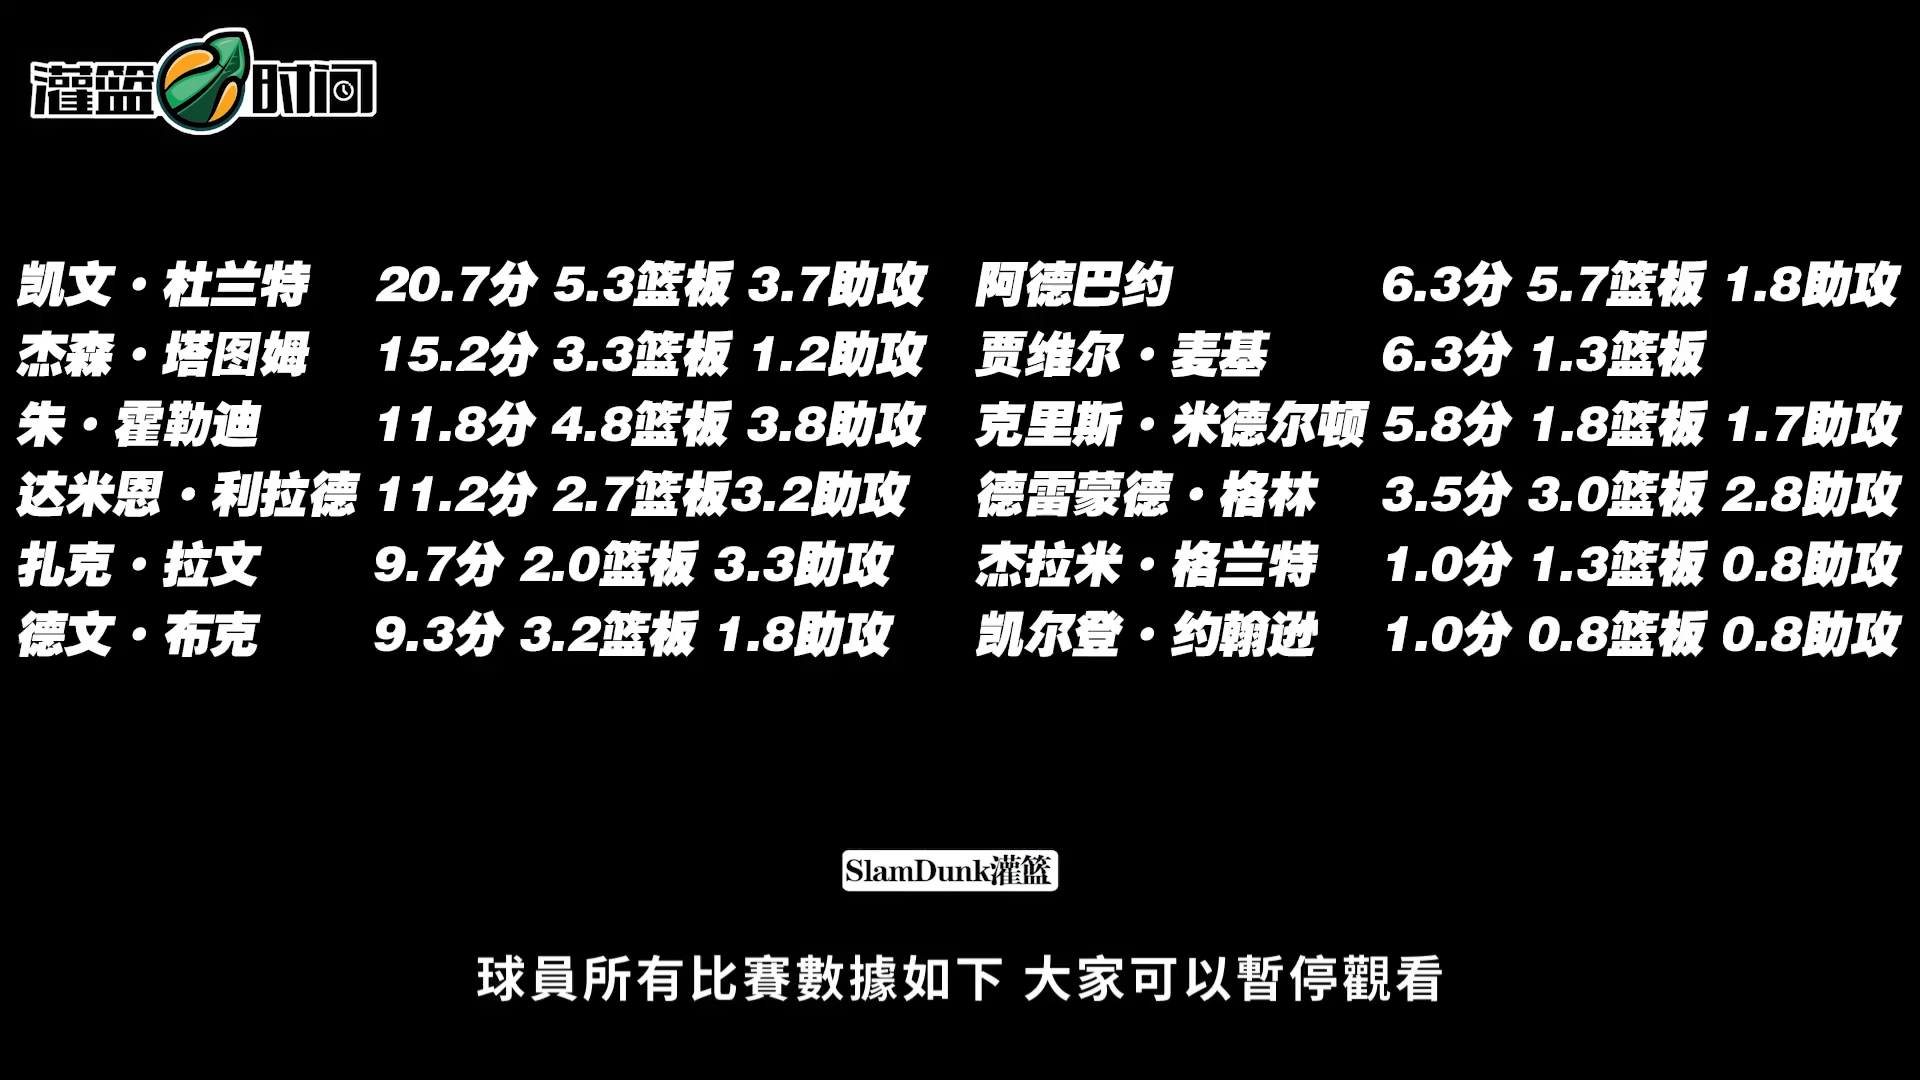 灌篮时间
凯文·杜兰特 20.7分 5.3篮板 3.7助攻
杰森·塔图姆 15.2分 3.3篮板 1.2助攻
朱·霍勒迪 11.8分 4.8篮板 3.8助攻
达米恩·利拉德 11.2分 2.7篮板3.2助攻
扎克·拉文 9.7分 2.0篮板 3.3助攻
德文·布克 9.3分 3.2篮板 1.8助攻
阿德巴约 6.3分 5.7篮板 1.8助攻
贾维尔·麦基 6.3分 1.3篮板
克里斯·米德尔顿 5.8分 1.8篮板 1.7助攻
德雷蒙德·格林 3.5分 3.0篮板 2.8助攻
杰拉米·格兰特 1.0分 1.3篮板 0.8助攻
凯尔登·约翰逊 1.0分 0.8篮板 0.8助攻
SlamDunk灌篮
球員所有比賽數據如下 大家可以暫停觀看